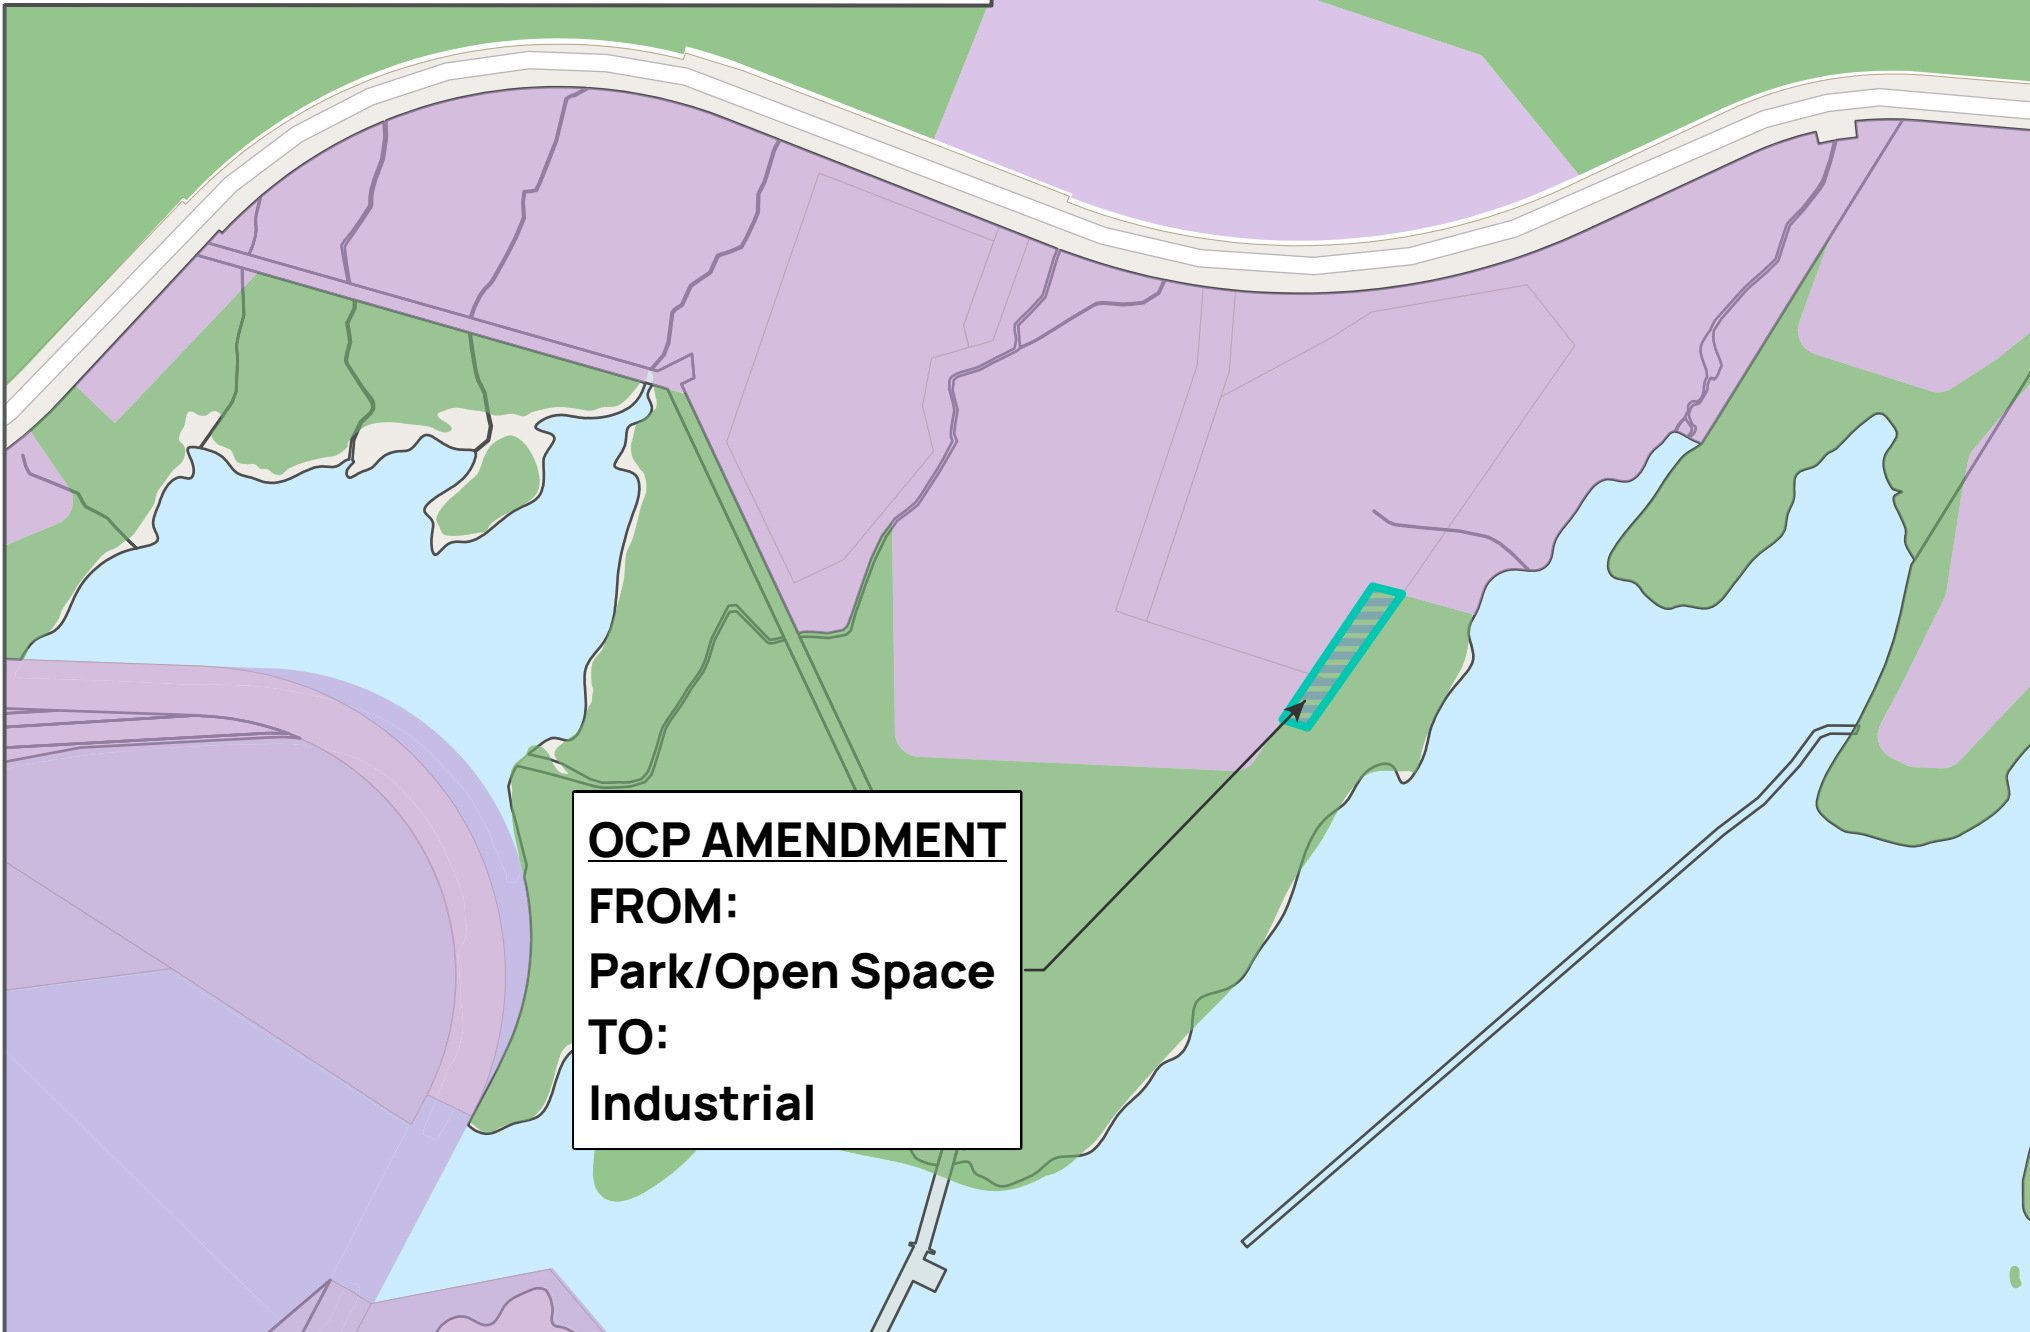 OCP AMENDMENT
FROM:
Park/Open Space
TO:
Industrial